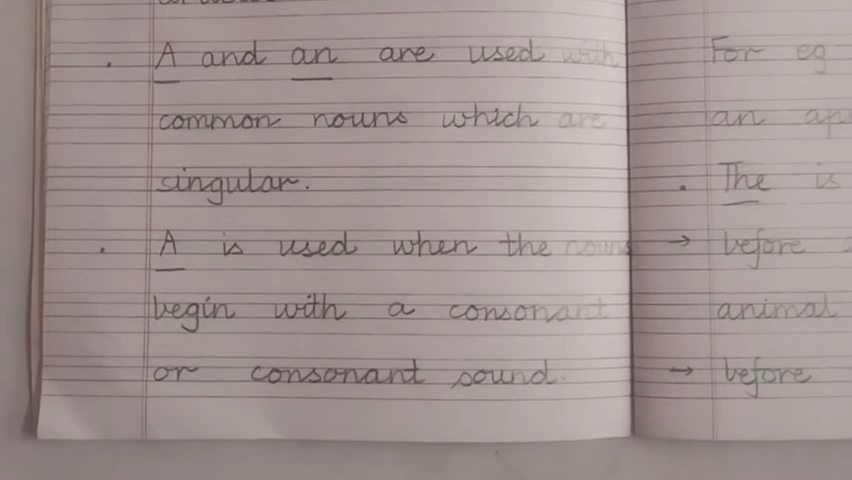 . A and an are used with
common nouns which are
singular.
. A is used when the nouns
begin with a consonant
or consonant sound.
For eg
an
. The is
→ before
animal
→ before